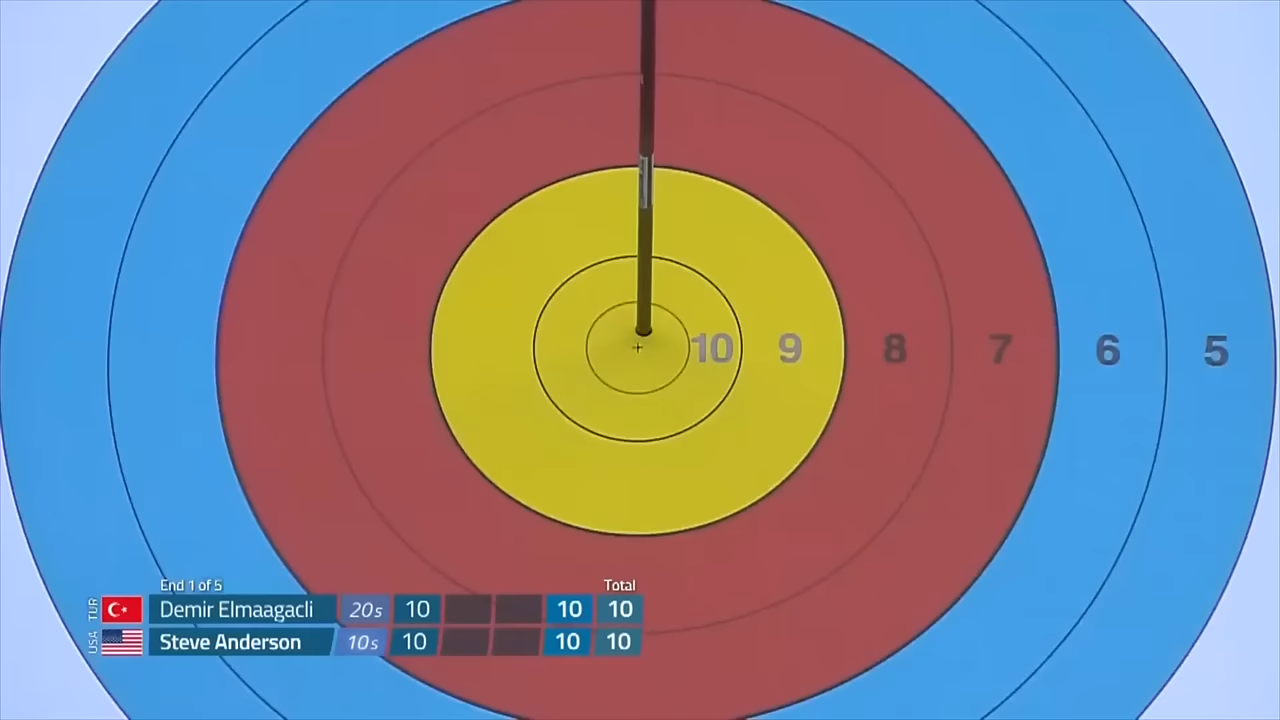 10 9 8 7 6 5
End 1 of 5 Total
TUR Demir Elmaagacli 20s 10 10 10
USA Steve Anderson 10s 10 10 10